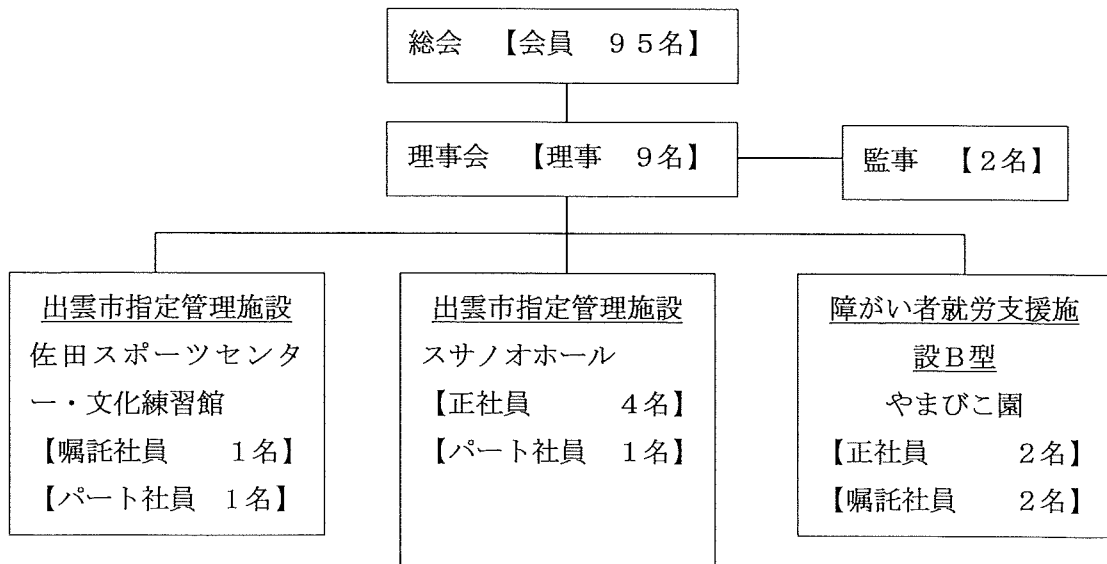 総会　【会員　９５名】
理事会　【理事　９名】
監事　【２名】
出雲市指定管理施設
佐田スポーツセンタ
ー・文化練習館
【嘱託社員　１名】
【パート社員　１名】
出雲市指定管理施設
スサノオホール
【正社員　４名】
【パート社員　１名】
障がい者就労支援施
設Ｂ型
やまびこ園
【正社員　２名】
【嘱託社員　２名】